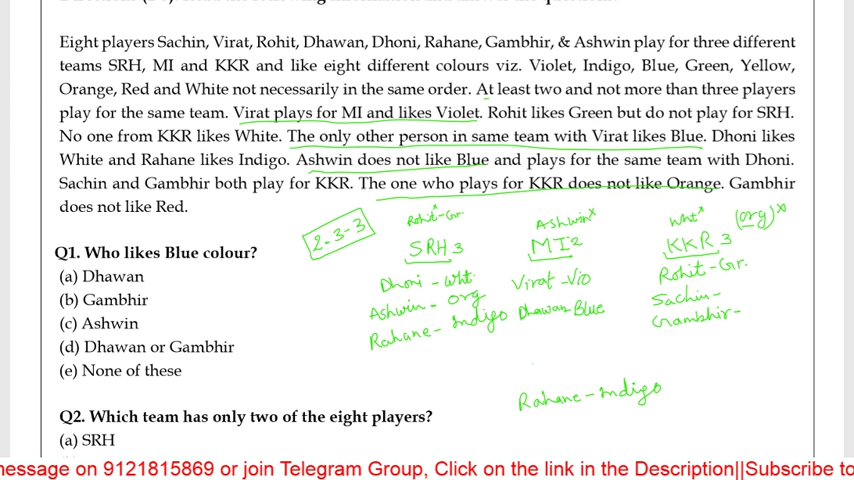 Eight players Sachin, Virat, Rohit, Dhawan, Dhoni, Rahane, Gambhir, & Ashwin play for three different
teams SRH, MI and KKR and like eight different colours viz. Violet, Indigo, Blue, Green, Yellow,
Orange, Red and White not necessarily in the same order. At least two and not more than three players
play for the same team. Virat plays for MI and likes Violet. Rohit likes Green but do not play for SRH.
No one from KKR likes White. The only other person in same team with Virat likes Blue. Dhoni likes
White and Rahane likes Indigo. Ashwin does not like Blue and plays for the same team with Dhoni.
Sachin and Gambhir both play for KKR. The one who plays for KKR does not like Orange. Gambhir
does not like Red.
2-3-3
Rohit-Gr x
Ashwin x
Wht x
(org) x
SRH 3
MI 2
KKR 3
Q1. Who likes Blue colour?
(a) Dhawan
(b) Gambhir
(c) Ashwin
(d) Dhawan or Gambhir
(e) None of these
Dhoni - Wht.
Virat - Vio
Rohit - Gr.
Ashwin - Org
Dhawan Blue
Sachin -
Rahane - Indigo
Gambhir -
Rahane - Indigo
Q2. Which team has only two of the eight players?
(a) SRH
nessage on 9121815869 or join Telegram Group, Click on the link in the Description||Subscribe to